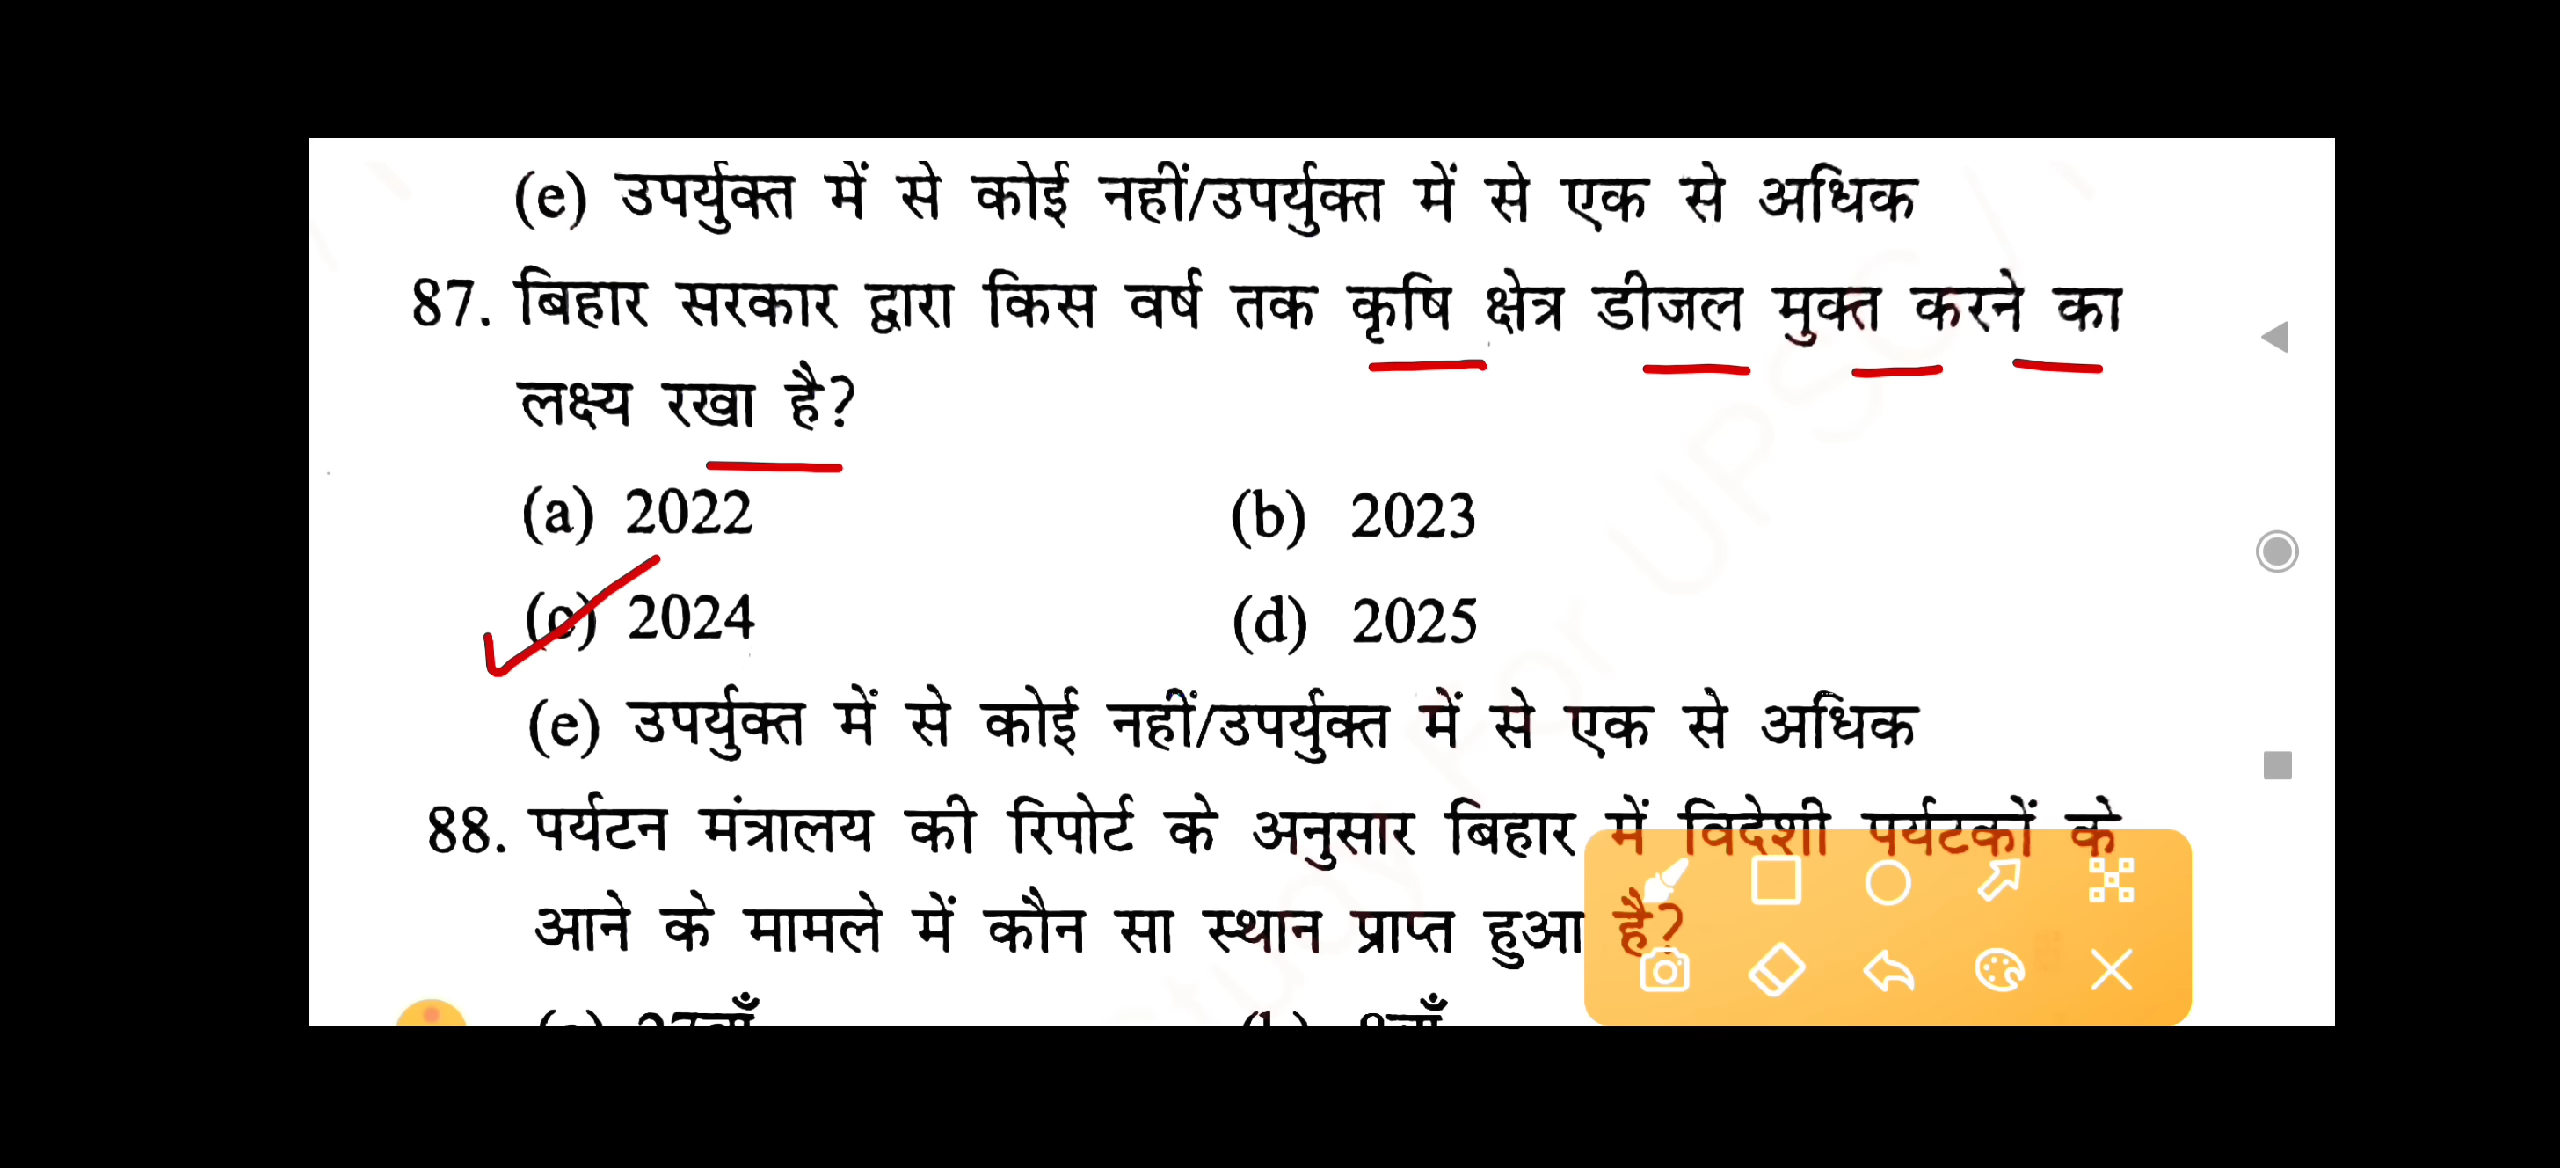 (e) उपर्युक्त में से कोई नहीं/उपर्युक्त में से एक से अधिक
87. बिहार सरकार द्वारा किस वर्ष तक कृषि क्षेत्र डीजल मुक्त करने का
लक्ष्य रखा है?
(a) 2022 (b) 2023
(c) 2024 (d) 2025
(e) उपर्युक्त में से कोई नहीं/उपर्युक्त में से एक से अधिक
88. पर्यटन मंत्रालय की रिपोर्ट के अनुसार बिहार में विदेशी पर्यटकों के
आने के मामले में कौन सा स्थान प्राप्त हुआ है?